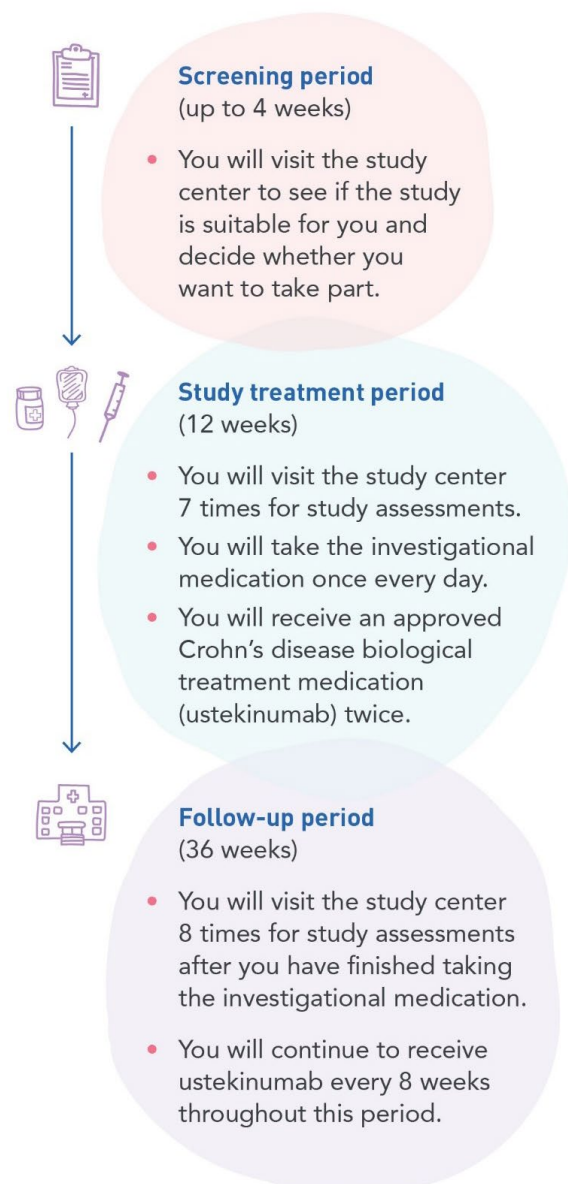 Screening period
(up to 4 weeks)
• You will visit the study
center to see if the study
is suitable for you and
decide whether you
want to take part.
Study treatment period
(12 weeks)
• You will visit the study center
7 times for study assessments.
• You will take the investigational
medication once every day.
• You will receive an approved
Crohn’s disease biological
treatment medication
(ustekinumab) twice.
Follow-up period
(36 weeks)
• You will visit the study center
8 times for study assessments
after you have finished taking
the investigational medication.
• You will continue to receive
ustekinumab every 8 weeks
throughout this period.